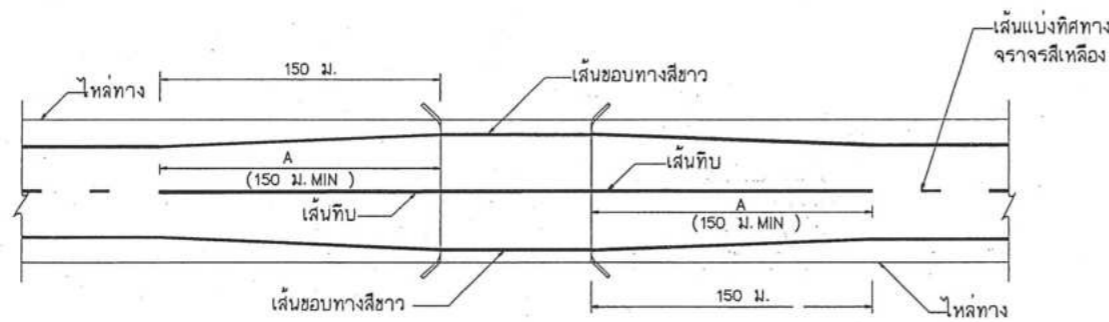 เส้นแบ่งทิศทาง
จราจรสีเหลือง
150 ม.
ไหล่ทาง
เส้นขอบทางสีขาว
A
(150 ม. MIN )
เส้นทึบ
เส้นทึบ
A
(150 ม. MIN )
เส้นขอบทางสีขาว
150 ม.
ไหล่ทาง